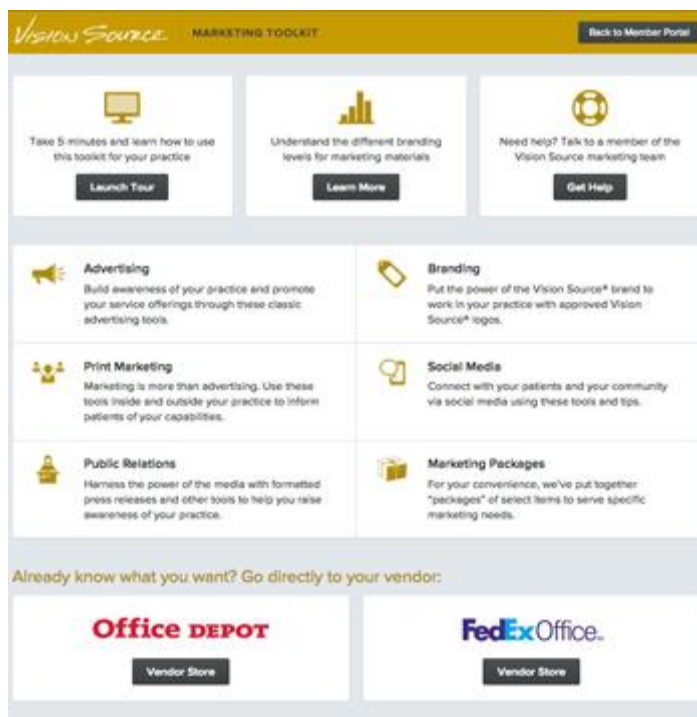 Vision Source MARKETING TOOLKIT
Back to Member Portal
Take 5 minutes and learn how to use
this toolkit for your practice
Launch Tour
Understand the different branding
levels for marketing materials
Learn More
Need help? Talk to a member of the
Vision Source marketing team
Get Help
Advertising
Build awareness of your practice and promote
your service offerings through these classic
advertising tools.
Branding
Put the power of the Vision Source® brand to
work in your practice with approved Vision
Source® logos.
Print Marketing
Marketing is more than advertising. Use these
tools inside and outside your practice to inform
patients of your capabilities.
Social Media
Connect with your patients and your community
via social media using these tools and tips.
Public Relations
Harness the power of the media with formatted
press releases and other tools to help you raise
awareness of your practice.
Marketing Packages
For your convenience, we've put together
"packages" of select items to serve specific
marketing needs.
Already know what you want? Go directly to your vendor:
Office DEPOT
Vendor Store
FedEx Office
Vendor Store